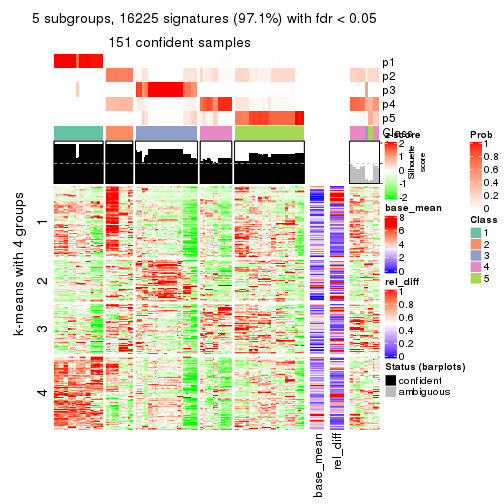 5 subgroups, 16225 signatures (97.1%) with fdr < 0.05
151 confident samples
p1
p2
p3
p4
p5
Class
z-score
2
1
0
-1
-2
Silhouette
score
base_mean
8
6
4
2
0
rel_diff
1
0.8
0.6
0.4
0.2
0
Status (barplots)
confident
ambiguous
Prob
1
0.8
0.6
0.4
0.2
0
Class
1
2
3
4
5
k-means with 4 groups
1
2
3
4
base_mean
rel_diff